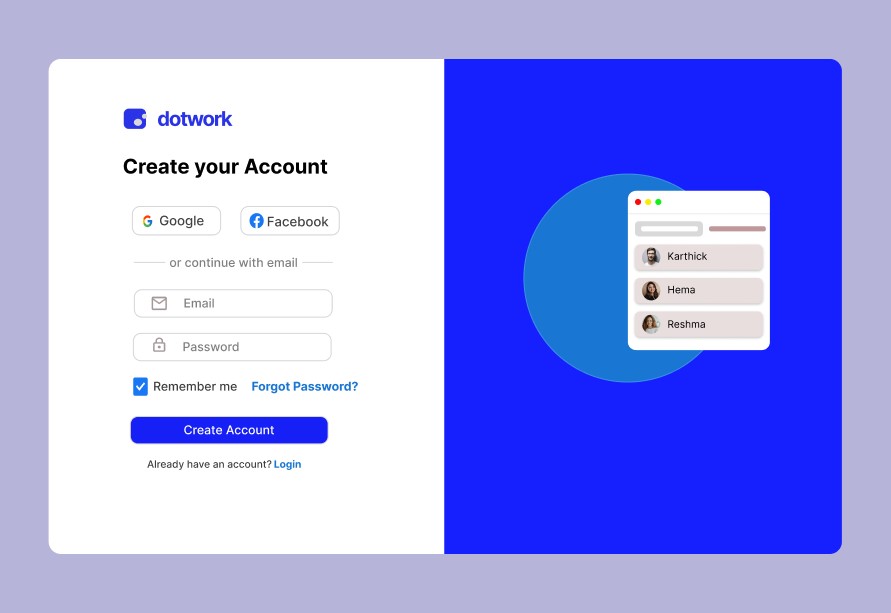 dotwork
Create your Account
Google
Facebook
or continue with email
Email
Password
Remember me
Forgot Password?
Create Account
Already have an account? Login
Karthick
Hema
Reshma